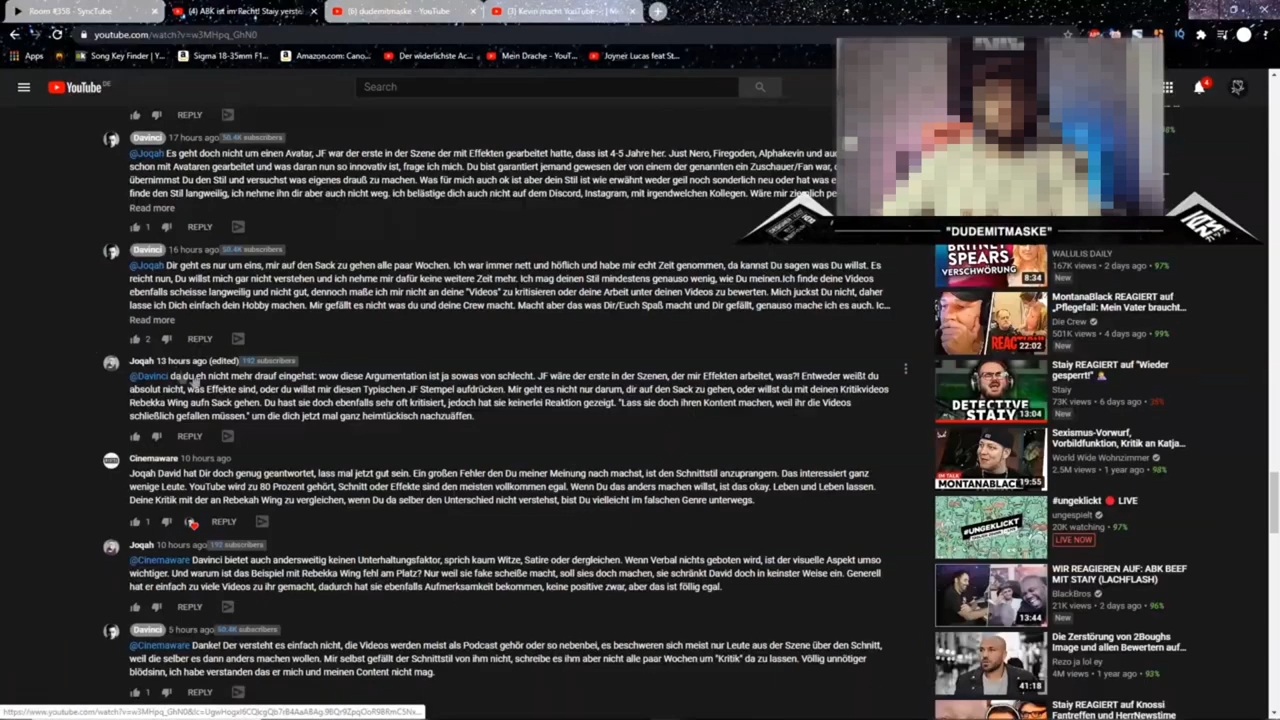 Room #358 - SyncTube
(4) ABK ist im Recht! Staiy verste
(6) dudemitmaske - YouTube
(3) Kevin macht YouTube
youtube.com/watch?v=w3MHpq_GhN0
Apps
Song Key Finder | Y...
Sigma 18-35mm F1...
Amazon.com: Cano...
Der widerlichste Ac...
Mein Drache - YouT...
Joyner Lucas feat St...
YouTube DE
Search
4
REPLY
Davinci 17 hours ago 50.4K subscribers
@Joqah Es geht doch nicht um einen Avatar, JF war der erste in der Szene der mit Effekten gearbeitet hatte, dass ist 4-5 Jahre her. Just Nero, Firegoden, Alphakevin und au
schon mit Avataren gearbeitet und was daran nun so innovativ ist, frage ich mich. Du bist garantiert jemand gewesen der von einem der genannten ein Zuschauer/Fan war,
übernimmst Du den Stil und versuchst was eigenes drauß zu machen. Was für mich auch ok ist aber dein Stil ist wie erwähnt weder geil noch sonderlich neu oder hat was e
finde den Stil langweilig, ich nehme ihn dir aber auch nicht weg. ich belästige dich auch nicht auf dem Discord, Instagram, mit irgendwelchen Kollegen. Wäre mir ziemlich pe
Read more
1 REPLY
Davinci 16 hours ago 50.4K subscribers
@Joqah Dir geht es nur um eins, mir auf den Sack zu gehen alle paar Wochen. Ich war immer nett und höflich und habe mir echt Zeit genommen, da kannst Du sagen was Du willst. Es
reicht nun, Du willst mich gar nicht verstehen und ich nehme mir dafür keine weitere Zeit mehr. Ich mag deinen Stil mindestens genauso wenig, wie Du meinen.Ich finde deine Videos
ebenfalls scheisse langweilig und nicht gut, dennoch maße ich mir nicht an deine "Videos" zu kritisieren oder deine Arbeit unter deinen Videos zu bewerten. Mich juckst Du nicht, daher
lasse ich Dich einfach dein Hobby machen. Mir gefällt es nicht was du und deine Crew macht. Macht aber das was Dir/Euch Spaß macht und Dir gefällt, genauso mache ich es auch. Ic...
Read more
2 REPLY
Joqah 13 hours ago (edited) 192 subscribers
@Davinci da du eh nicht mehr drauf eingehst: wow diese Argumentation ist ja sowas von schlecht. JF wäre der erste in der Szenen, der mir Effekten arbeitet, was?! Entweder weißt du
absolut nicht, was Effekte sind, oder du willst mir diesen Typischen JF Stempel aufdrücken. Mir geht es nicht nur darum, dir auf den Sack zu gehen, oder willst du mit deinen Kritikvideos
Rebekka Wing aufn Sack gehen. Du hast sie doch ebenfalls sehr oft kritisiert, jedoch hat sie keinerlei Reaktion gezeigt. "Lass sie doch ihren Kontent machen, weil ihr die Videos
schließlich gefallen müssen." um die dich jetzt mal ganz heimtückisch nachzuäffen.
REPLY
Cinemaware 10 hours ago
Joqah David hat Dir doch genug geantwortet, lass mal jetzt gut sein. Ein großen Fehler den Du meiner Meinung nach machst, ist den Schnittstil anzuprangern. Das interessiert ganz
wenige Leute. YouTube wird zu 80 Prozent gehört, Schnitt oder Effekte sind den meisten vollkommen egal. Wenn Du das anders machen willst, ist das okay. Leben und Leben lassen.
Deine Kritik mit der an Rebekah Wing zu vergleichen, wenn Du da selber den Unterschied nicht verstehst, bist Du vielleicht im falschen Genre unterwegs.
1 REPLY
Joqah 10 hours ago 192 subscribers
@Cinemaware Davinci bietet auch andersweitig keinen Unterhaltungsfaktor, sprich kaum Witze, Satire oder dergleichen. Wenn Verbal nichts geboten wird, ist der visuelle Aspekt umso
wichtiger. Und warum ist das Beispiel mit Rebekka Wing fehl am Platz? Nur weil sie fake scheiße macht, soll sies doch machen, sie schränkt David doch in keinster Weise ein. Generell
hat er einfach zu viele Videos zu ihr gemacht, dadurch hat sie ebenfalls Aufmerksamkeit bekommen, keine positive zwar, aber das ist föllig egal.
REPLY
Davinci 5 hours ago 50.4K subscribers
@Cinemaware Danke! Der versteht es einfach nicht, die Videos werden meist als Podcast gehör oder so nebenbei, es beschweren sich meist nur Leute aus der Szene über den Schnitt,
weil die selber es dann anders machen wollen. Mir selbst gefällt der Schnittstil von ihm nicht, schreibe es ihm aber nicht alle paar Wochen um "Kritik" da zu lassen. Völlig unnötiger
blödsinn, ich habe verstanden das er mich und meinen Content nicht mag.
1 REPLY
"DUDEMITMASKE"
BRITNEY
SPEARS
VERSCHWÖRUNG
8:34
WALULIS DAILY
167K views • 2 days ago • 97%
New
REACTION
22:02
MontanaBlack REAGIERT auf
„Pflegefall: Mein Vater braucht...
Die Crew
501K views • 4 days ago • 99%
New
DETECTIVE
STAIY
13:04
Staiy REAGIERT auf "Wieder
gesperrt!"
Staiy
73K views • 6 days ago •
New
IM TALK
MONTANABLACK
19:55
Sexismus-Vorwurf,
Vorbildfunktion, Kritik an Katja...
World Wide Wohnzimmer
2.5M views • 1 year ago • 98%
#UNGEKLICKT
#ungeklickt LIVE
ungespielt
20K watching • 97%
LIVE NOW
13:44
WIR REAGIEREN AUF: ABK BEEF
MIT STAIY (LACHFLASH)
BlackBros
21K views • 2 days ago • 96%
New
41:18
Die Zerstörung von 2Boughs
Image und allen Bewertern auf...
Rezo ja lol ey
4M views • 1 year ago • 93%
Staiy REAGIERT auf Knossi
Fantreffen und HerrNewstime